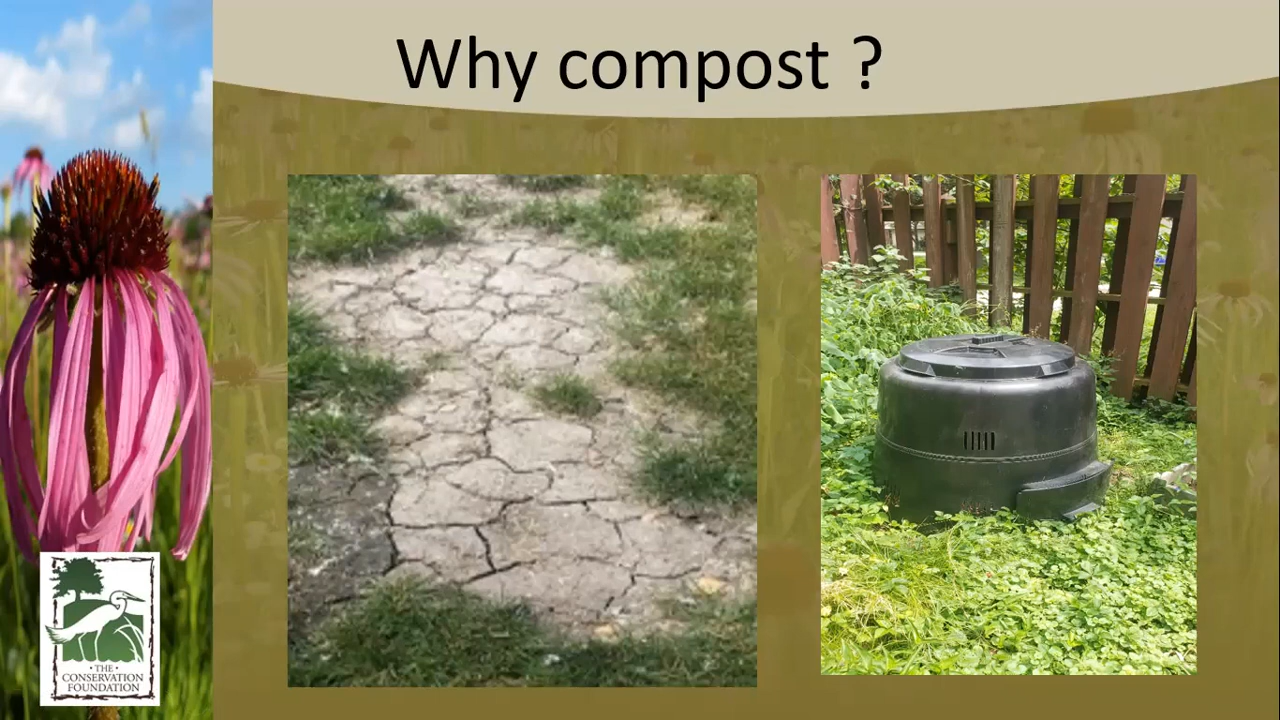 Why compost ?
• THE •
CONSERVATION
FOUNDATION